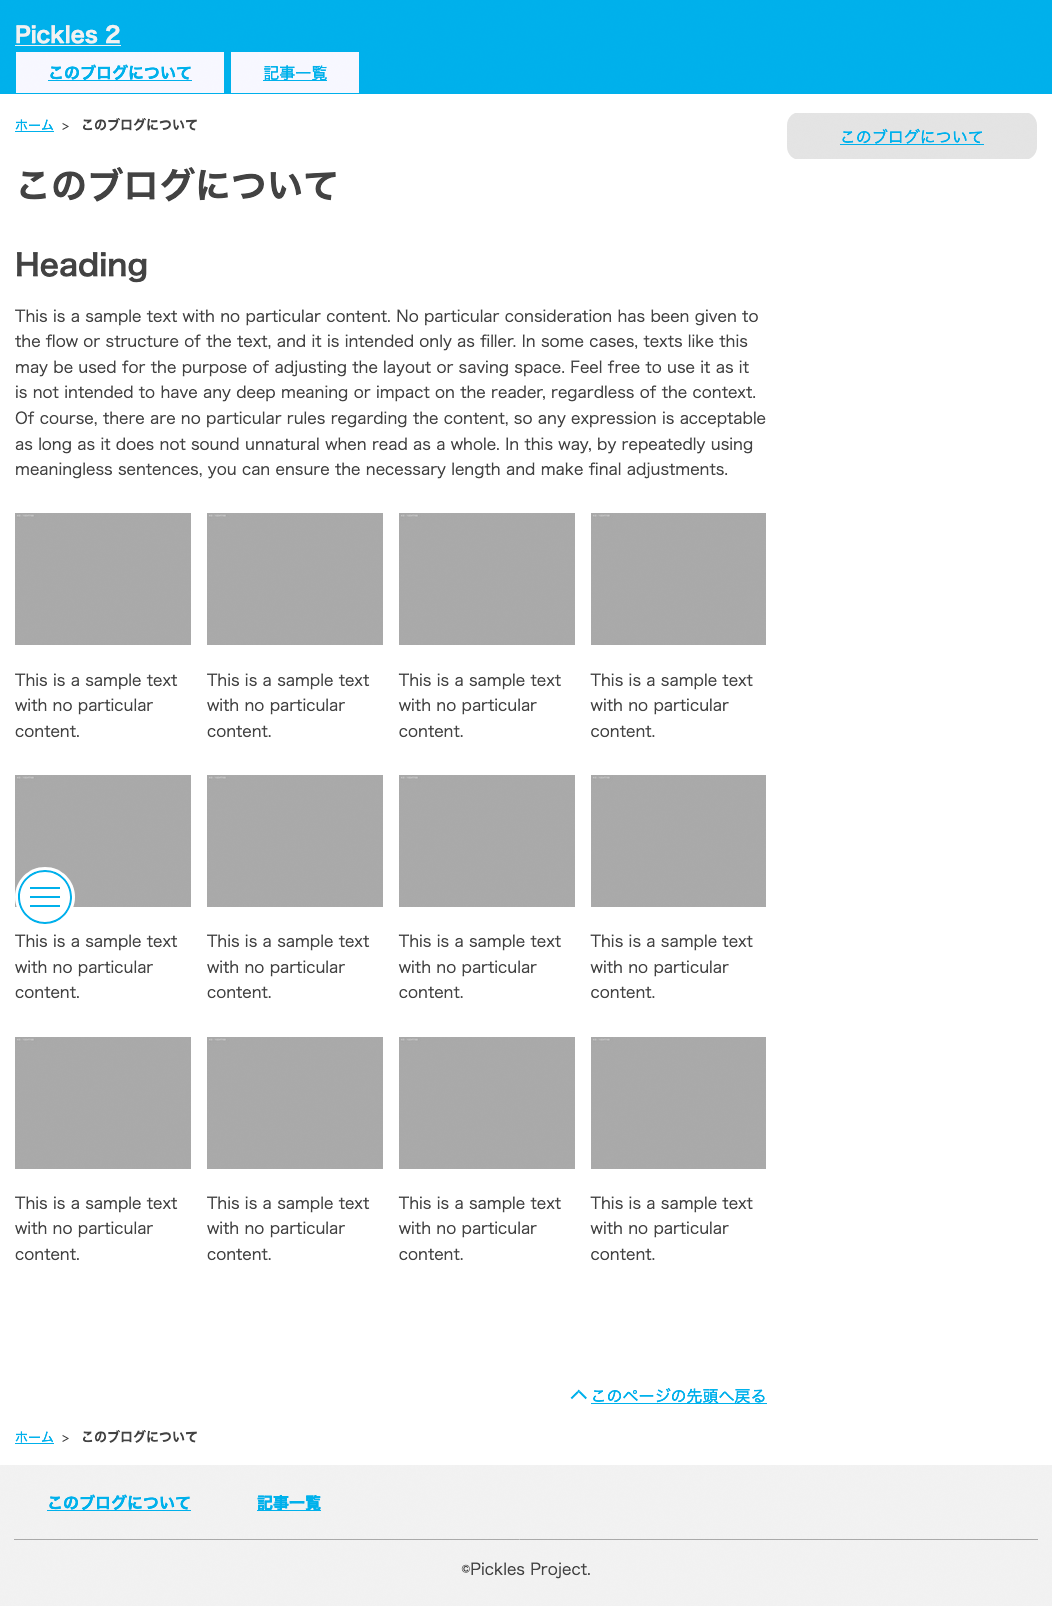 Pickles 2
このブログについて 記事一覧
ホーム > このブログについて
このブログについて
このブログについて
Heading
This is a sample text with no particular content. No particular consideration has been given to
the flow or structure of the text, and it is intended only as filler. In some cases, texts like this
may be used for the purpose of adjusting the layout or saving space. Feel free to use it as it
is not intended to have any deep meaning or impact on the reader, regardless of the context.
Of course, there are no particular rules regarding the content, so any expression is acceptable
as long as it does not sound unnatural when read as a whole. In this way, by repeatedly using
meaningless sentences, you can ensure the necessary length and make final adjustments.
This is a sample text
with no particular
content.
This is a sample text
with no particular
content.
This is a sample text
with no particular
content.
This is a sample text
with no particular
content.
This is a sample text
with no particular
content.
This is a sample text
with no particular
content.
This is a sample text
with no particular
content.
This is a sample text
with no particular
content.
This is a sample text
with no particular
content.
This is a sample text
with no particular
content.
This is a sample text
with no particular
content.
This is a sample text
with no particular
content.
このページの先頭へ戻る
ホーム > このブログについて
このブログについて 記事一覧
©Pickles Project.